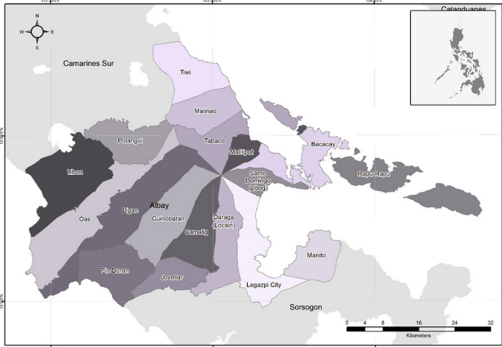 Catanduanes
N
W E
S
Camarines Sur
Tiwi
Malinao
Polangui
Tabaco
Malilipot
Bacacay
Libon
Santo
Domingo
(Libog)
Rapu-Rapu
Oas
Ligao
Albay
Guinobatan
Camalig
Daraga
(Locsin)
Pio Duran
Jovellar
Manito
Legazpi City
Sorsogon
0 4 8 16 24 32
Kilometers